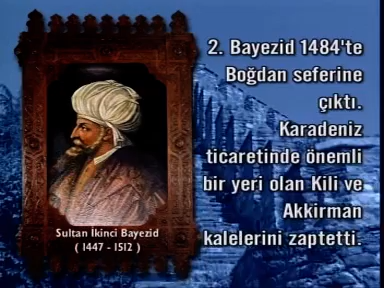 2. Bayezid 1484'te
Boğdan seferine
çıktı.
Karadeniz
ticaretinde önemli
bir yeri olan Kili ve
Akkirman
kalelerini zaptetti.
Sultan İkinci Bayezid
( 1447 - 1512 )